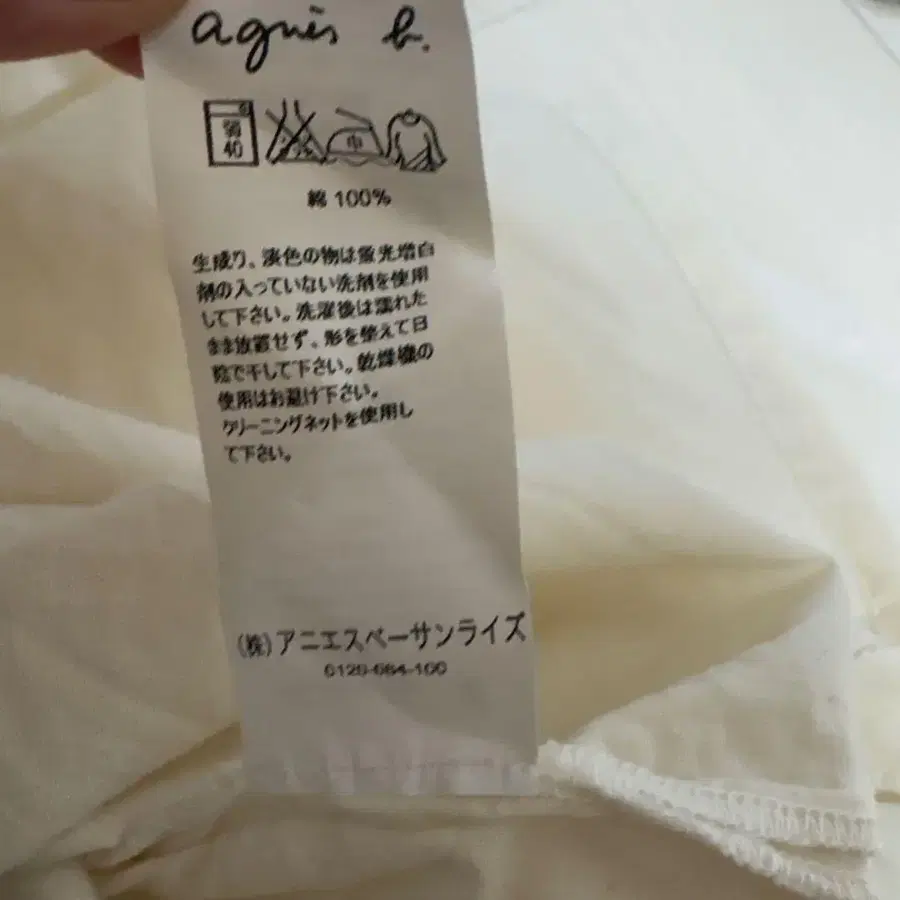 agnès b.
弱
40
中
綿 100%
生成り、淡色の物は蛍光増白
剤の入っていない洗剤を使用
して下さい。洗濯後は濡れた
まま放置せず、形を整えて日
陰で干して下さい。乾燥機の
使用はお避け下さい。
クリーニングネットを使用し
て下さい。
(株)アニエスベーサンライズ
0120-664-100